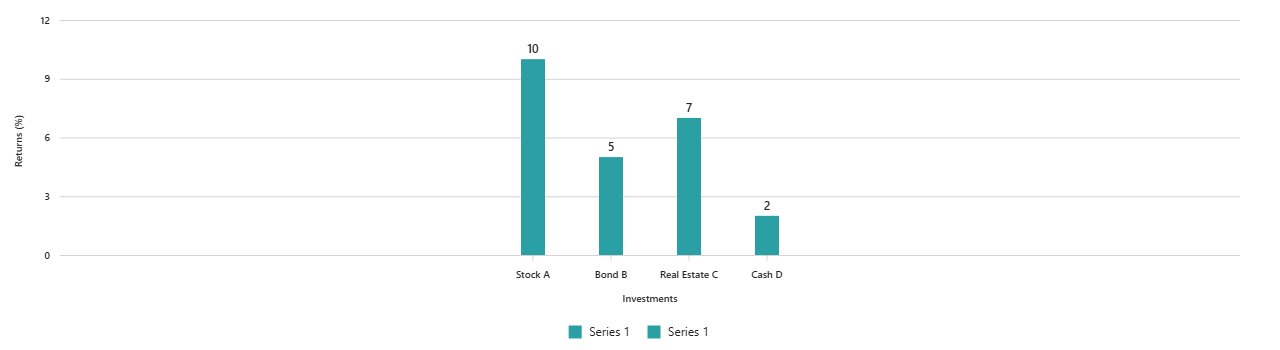 12
10
9
7
Returns (%)
6
5
3
2
0
Stock A Bond B Real Estate C Cash D
Investments
Series 1 Series 1